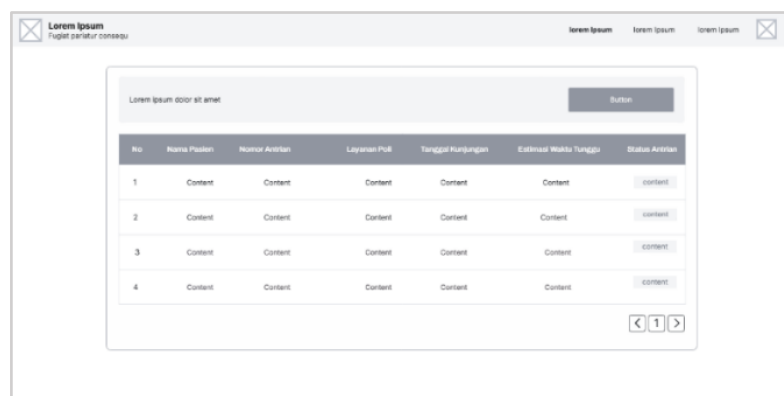 Lorem Ipsum
Fugiat pariatur consequ
lorem Ipsum lorem Ipsum lorem Ipsum
Lorem ipsum dolor sit amet
Button
No Nama Pasien Nomor Antrian Layanan Poli Tanggal Kunjungan Estimasi Waktu Tunggu Status Antrian
1 Content Content Content Content Content content
2 Content Content Content Content Content content
3 Content Content Content Content Content content
4 Content Content Content Content Content content
< 1 >